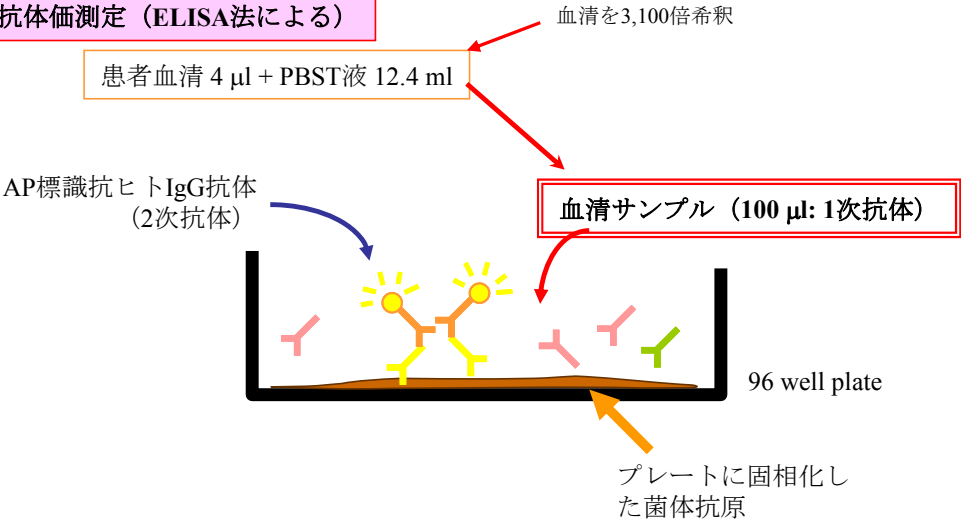 抗体価測定（ELISA法による）
血清を3,100倍希釈
患者血清 4 μl + PBST液 12.4 ml
AP標識抗ヒトIgG抗体
（2次抗体）
血清サンプル（100 μl: 1次抗体）
96 well plate
プレートに固相化し
た菌体抗原